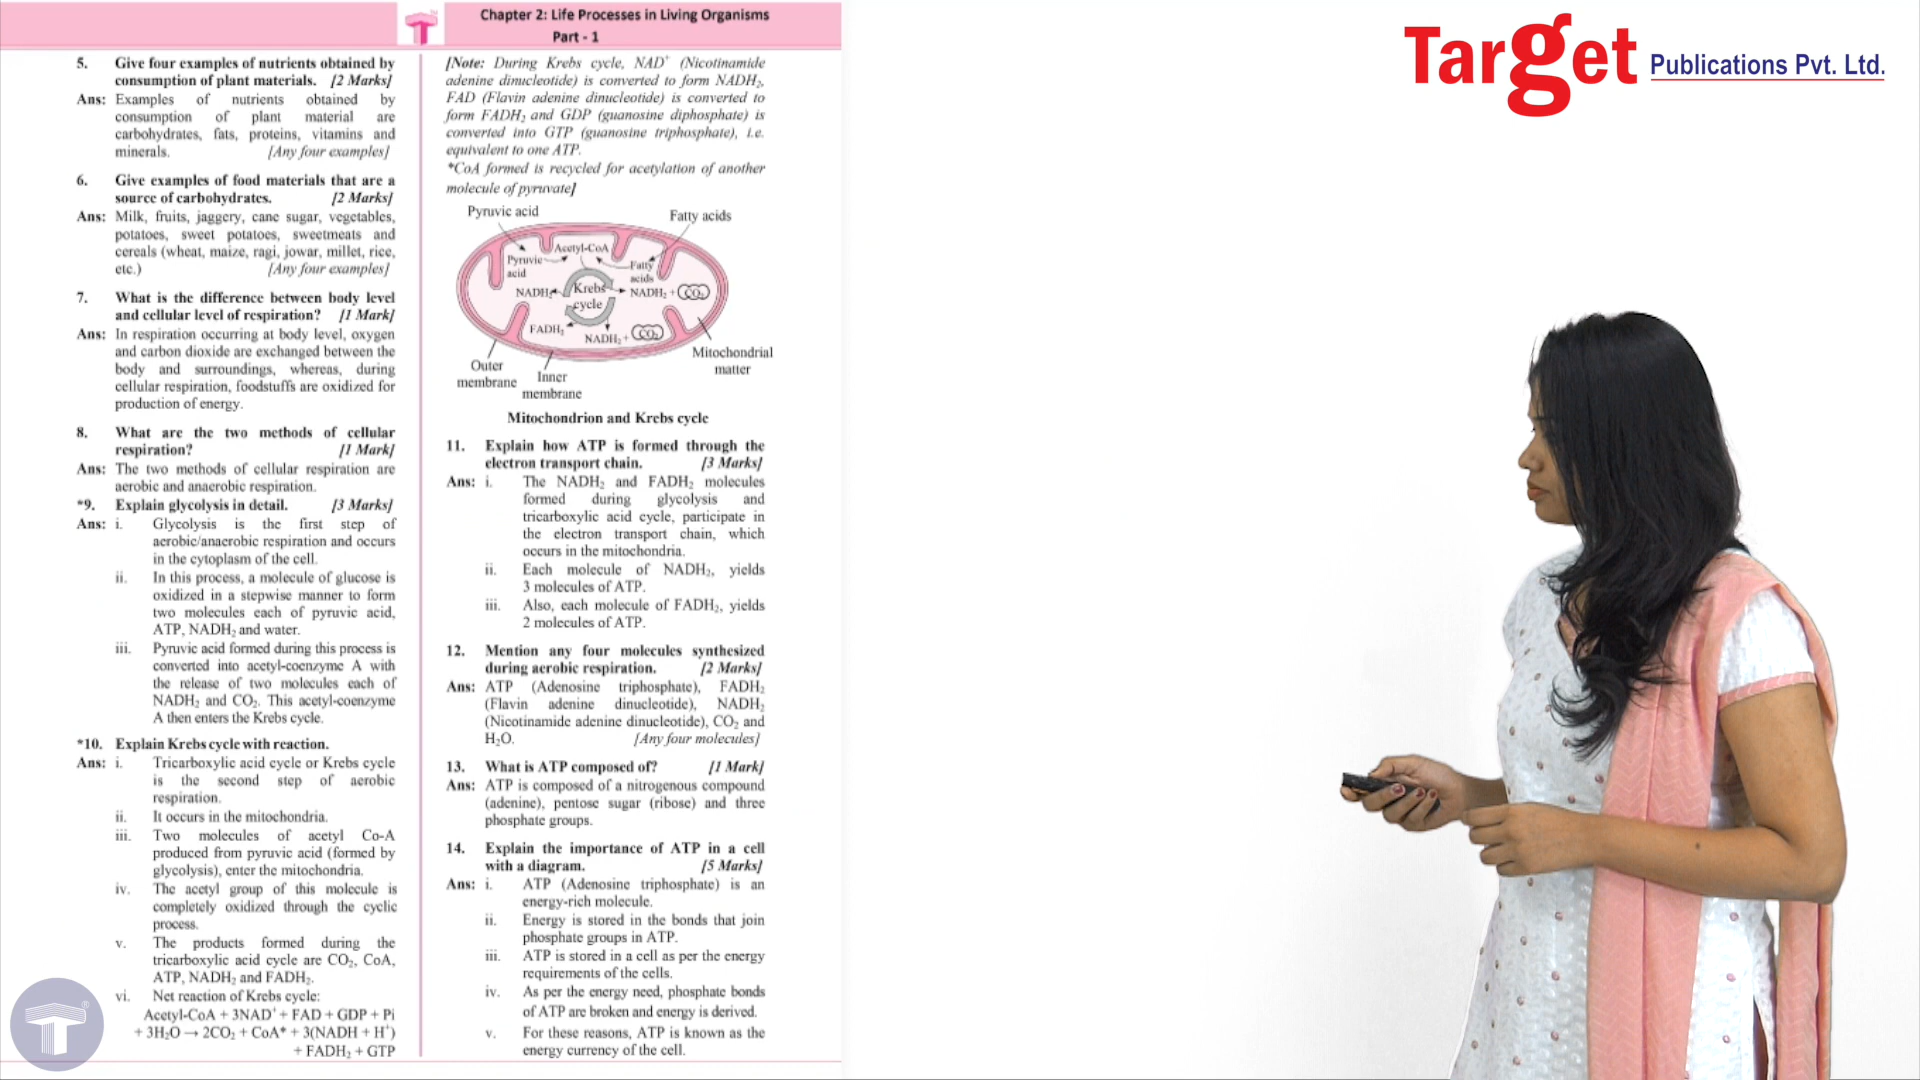 Chapter 2: Life Processes in Living Organisms
Part - 1
5. Give four examples of nutrients obtained by
consumption of plant materials. [2 Marks]
Ans: Examples of nutrients obtained by
consumption of plant material are
carbohydrates, fats, proteins, vitamins and
minerals. [Any four examples]
6. Give examples of food materials that are a
source of carbohydrates. [2 Marks]
Ans: Milk, fruits, jaggery, cane sugar, vegetables,
potatoes, sweet potatoes, sweetmeats and
cereals (wheat, maize, ragi, jowar, millet, rice,
etc.) [Any four examples]
7. What is the difference between body level
and cellular level of respiration? [1 Mark]
Ans: In respiration occurring at body level, oxygen
and carbon dioxide are exchanged between the
body and surroundings, whereas, during
cellular respiration, foodstuffs are oxidized for
production of energy.
8. What are the two methods of cellular
respiration? [1 Mark]
Ans: The two methods of cellular respiration are
aerobic and anaerobic respiration.
*9. Explain glycolysis in detail. [3 Marks]
Ans: i. Glycolysis is the first step of
aerobic/anaerobic respiration and occurs
in the cytoplasm of the cell.
ii. In this process, a molecule of glucose is
oxidized in a stepwise manner to form
two molecules each of pyruvic acid,
ATP, NADH₂ and water.
iii. Pyruvic acid formed during this process is
converted into acetyl-coenzyme A with
the release of two molecules each of
NADH₂ and CO₂. This acetyl-coenzyme
A then enters the Krebs cycle.
*10. Explain Krebs cycle with reaction.
Ans: i. Tricarboxylic acid cycle or Krebs cycle
is the second step of aerobic
respiration.
ii. It occurs in the mitochondria.
iii. Two molecules of acetyl Co-A
produced from pyruvic acid (formed by
glycolysis), enter the mitochondria.
iv. The acetyl group of this molecule is
completely oxidized through the cyclic
process.
v. The products formed during the
tricarboxylic acid cycle are CO₂, CoA,
ATP, NADH₂ and FADH₂.
vi. Net reaction of Krebs cycle:
Acetyl-CoA + 3NAD⁺ + FAD + GDP + Pi
+ 3H₂O → 2CO₂ + CoA* + 3(NADH + H⁺)
+ FADH₂ + GTP
[Note: During Krebs cycle, NAD⁺ (Nicotinamide
adenine dinucleotide) is converted to form NADH₂,
FAD (Flavin adenine dinucleotide) is converted to
form FADH₂ and GDP (guanosine diphosphate) is
converted into GTP (guanosine triphosphate), i.e.
equivalent to one ATP.
*CoA formed is recycled for acetylation of another
molecule of pyruvate]
Pyruvic acid
Fatty acids
Acetyl-CoA
Pyruvic
acid
Fatty
acids
NADH₂
Krebs
cycle
NADH₂ + CO₂
FADH₂
NADH₂ + CO₂
Mitochondrial
matter
Outer
membrane
Inner
membrane
Mitochondrion and Krebs cycle
11. Explain how ATP is formed through the
electron transport chain. [3 Marks]
Ans: i. The NADH₂ and FADH₂ molecules
formed during glycolysis and
tricarboxylic acid cycle, participate in
the electron transport chain, which
occurs in the mitochondria.
ii. Each molecule of NADH₂, yields
3 molecules of ATP.
iii. Also, each molecule of FADH₂, yields
2 molecules of ATP.
12. Mention any four molecules synthesized
during aerobic respiration. [2 Marks]
Ans: ATP (Adenosine triphosphate), FADH₂
(Flavin adenine dinucleotide), NADH₂
(Nicotinamide adenine dinucleotide), CO₂ and
H₂O. [Any four molecules]
13. What is ATP composed of? [1 Mark]
Ans: ATP is composed of a nitrogenous compound
(adenine), pentose sugar (ribose) and three
phosphate groups.
14. Explain the importance of ATP in a cell
with a diagram. [5 Marks]
Ans: i. ATP (Adenosine triphosphate) is an
energy-rich molecule.
ii. Energy is stored in the bonds that join
phosphate groups in ATP.
iii. ATP is stored in a cell as per the energy
requirements of the cells.
iv. As per the energy need, phosphate bonds
of ATP are broken and energy is derived.
v. For these reasons, ATP is known as the
energy currency of the cell.
Target Publications Pvt. Ltd.